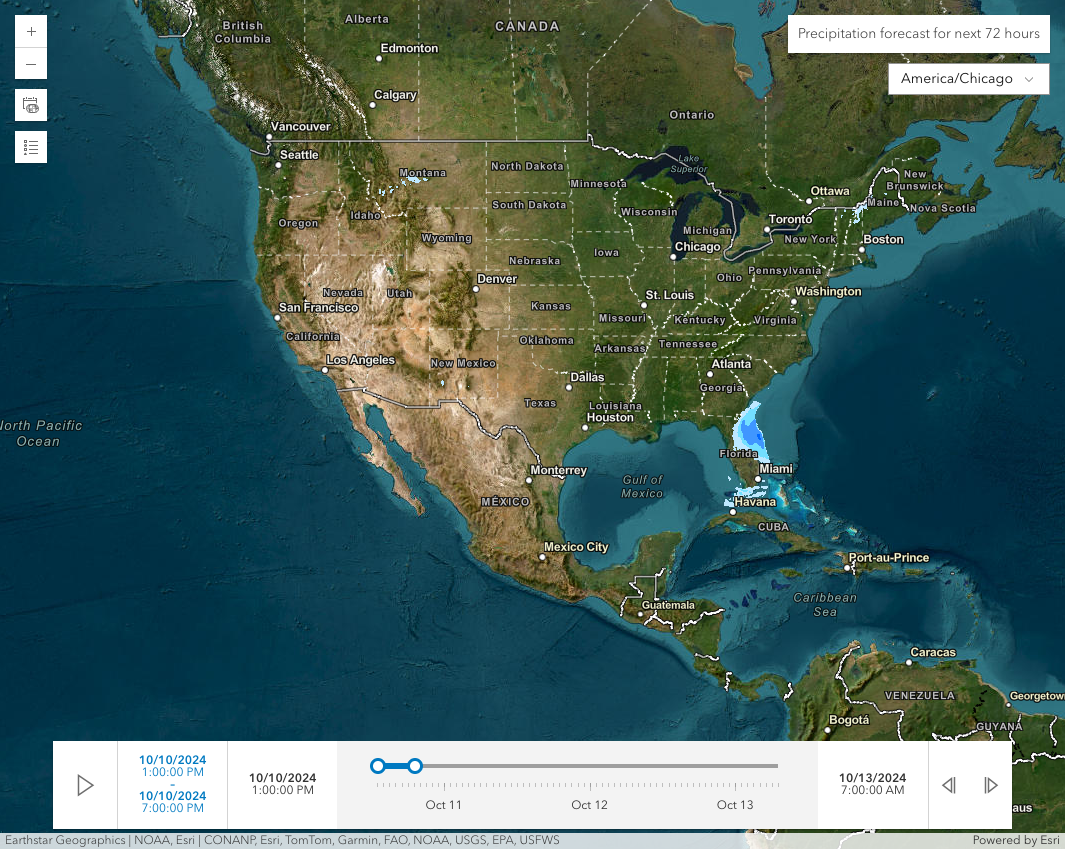 Alberta
CANADA
British
Columbia
Edmonton
Precipitation forecast for next 72 hours
America/Chicago
Calgary
Ontario
Vancouver
Seattle
Lake
Superior
North Dakota
Montana
Minnesota
New
Brunswick
Ottawa
Maine
Nova Scotia
South Dakota
Wisconsin
Idaho
Oregon
Toronto
Michigan
New York
Boston
Wyoming
Chicago
Iowa
Nebraska
Pennsylvania
Ohio
Denver
Nevada
Utah
St. Louis
Washington
San Francisco
Kansas
Missouri
Kentucky
Virginia
California
Oklahoma
Arkansas
Tennessee
Los Angeles
New Mexico
Atlanta
Dallas
Georgia
Texas
Louisiana
Houston
North Pacific
Ocean
Florida
Miami
Monterrey
Gulf of
Mexico
MÉXICO
Havana
CUBA
Mexico City
Port-au-Prince
Caribbean
Sea
Guatemala
Caracas
VENEZUELA
Georgetow
Bogotá
GUYANA
10/10/2024
1:00:00 PM
-
10/10/2024
7:00:00 PM
10/10/2024
1:00:00 PM
Oct 11
Oct 12
Oct 13
10/13/2024
7:00:00 AM
aus
Earthstar Geographics | NOAA, Esri | CONANP, Esri, TomTom, Garmin, FAO, NOAA, USGS, EPA, USFWS
Powered by Esri